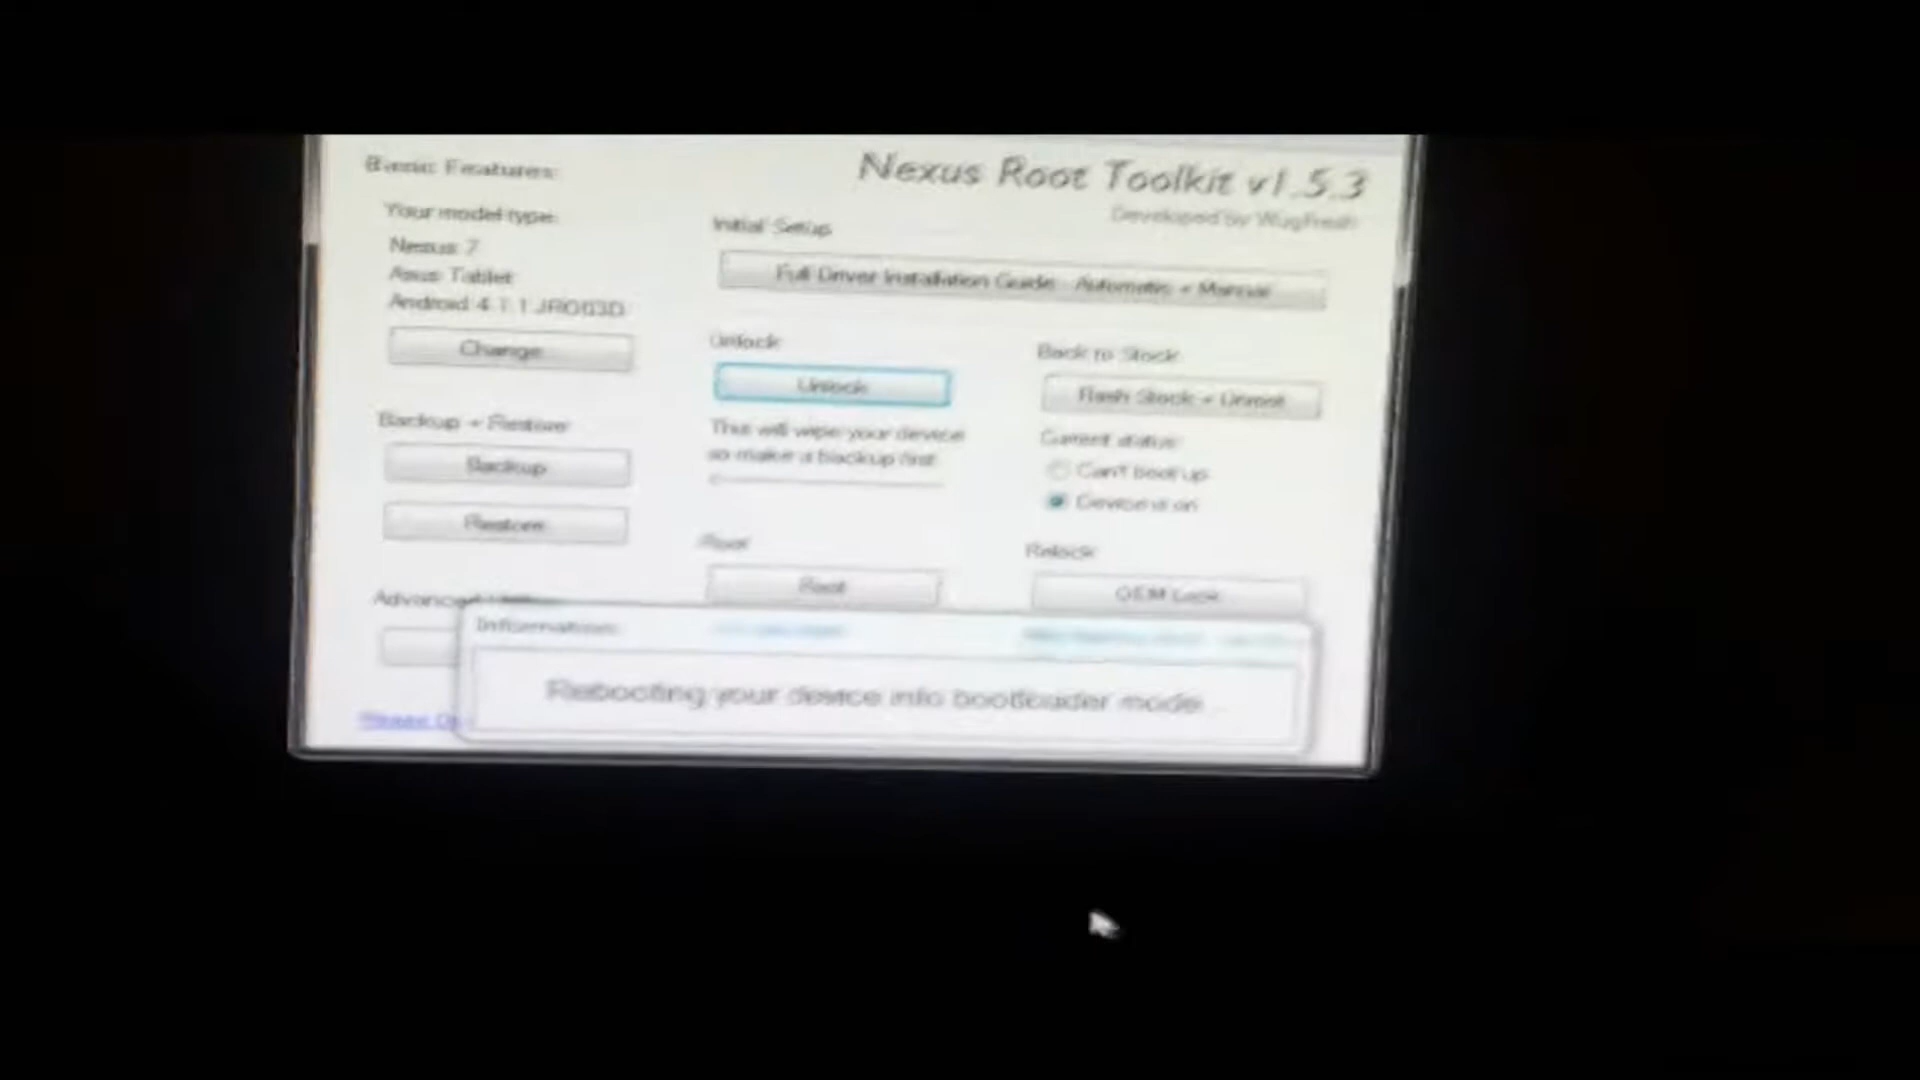 Basic Features:
Nexus Root Toolkit v1.5.3
Developed by WugFresh
Your model type:
Nexus 7
Asus Tablet
Android 4.1.1 JRO03D
Change
Initial Setup
Full Driver Installation Guide - Automatic + Manual
Unlock
Unlock
This will wipe your device
so make a backup first.
Back to Stock
Flash Stock + Unroot
Current status:
Can't boot up
Device is on
Backup + Restore
Backup
Restore
Root
Root
Relock
OEM Lock
Advanced
Information:
Rebooting your device into bootloader mode
Please